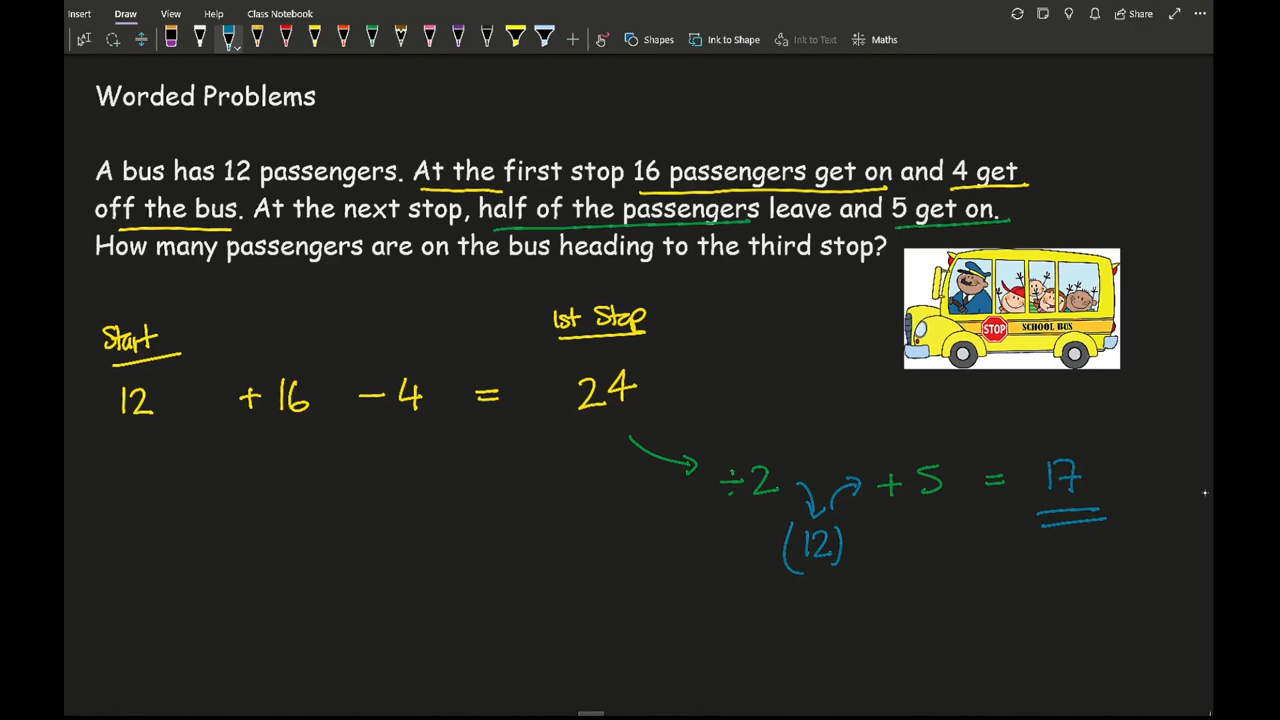 Insert Draw View Help Class Notebook Share
Shapes Ink to Shape Ink to Text Maths
Worded Problems
A bus has 12 passengers. At the first stop 16 passengers get on and 4 get
off the bus. At the next stop, half of the passengers leave and 5 get on.
How many passengers are on the bus heading to the third stop?
STOP SCHOOL BUS
Start 1st Stop
12 + 16 - 4 = 24
÷2 + 5 = 17
(12)